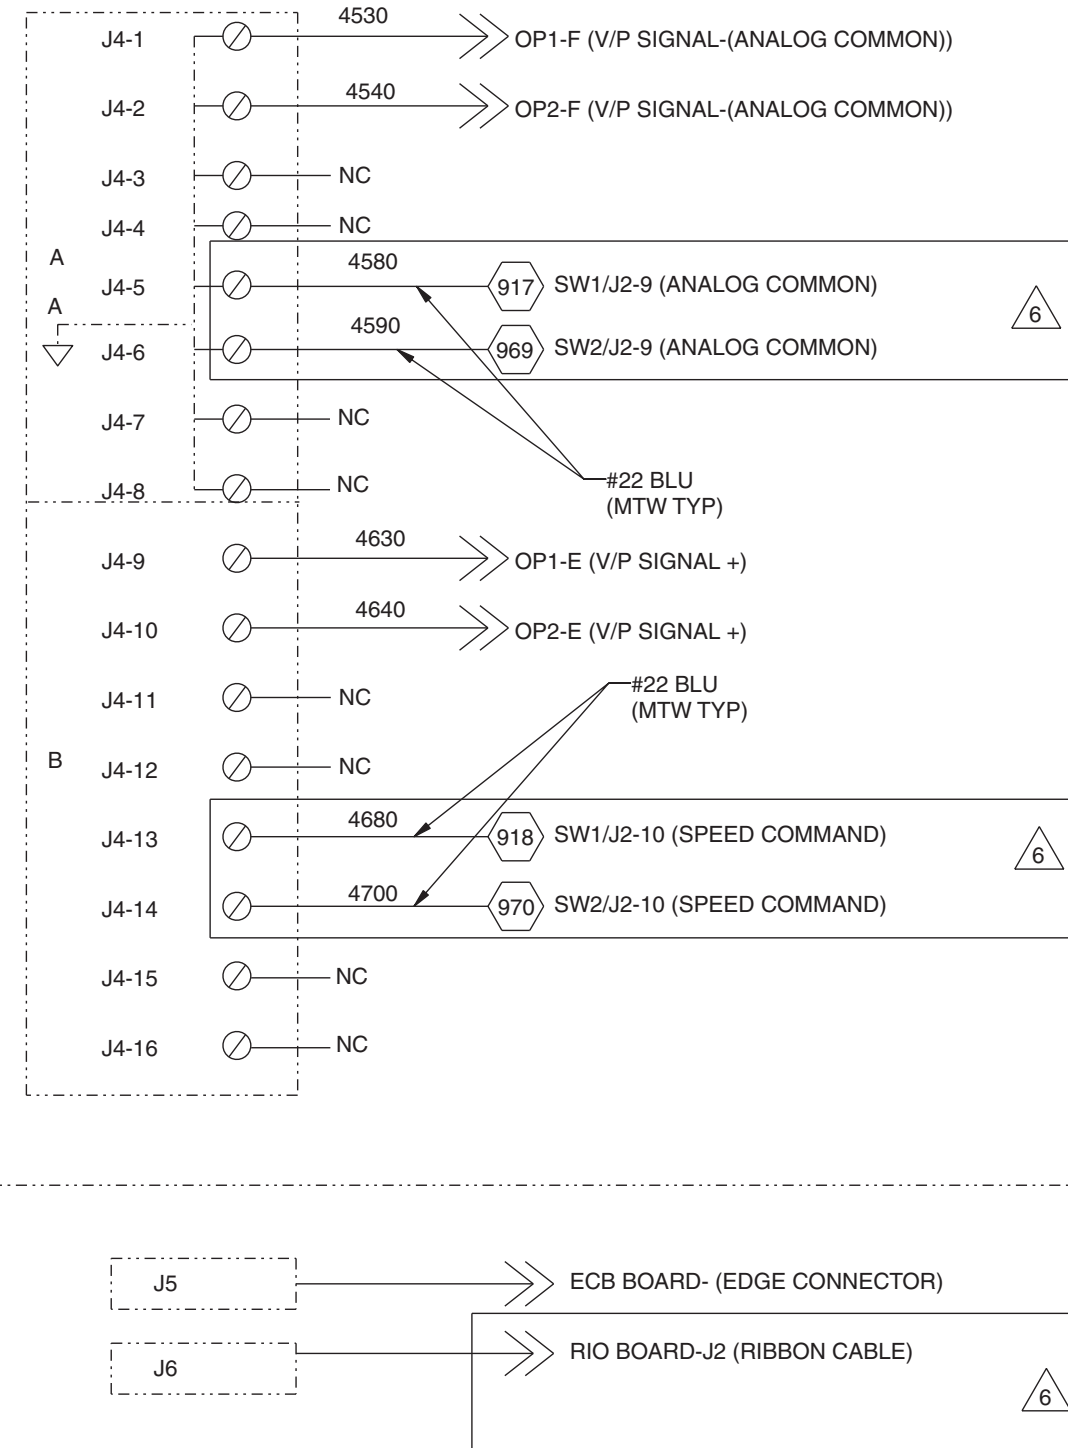 J4-1 4530 OP1-F (V/P SIGNAL-(ANALOG COMMON))
J4-2 4540 OP2-F (V/P SIGNAL-(ANALOG COMMON))
J4-3 NC
J4-4 NC
A
J4-5 4580 917 SW1/J2-9 (ANALOG COMMON)
6
A
J4-6 4590 969 SW2/J2-9 (ANALOG COMMON)
J4-7 NC
J4-8 NC
#22 BLU
(MTW TYP)
J4-9 4630 OP1-E (V/P SIGNAL +)
J4-10 4640 OP2-E (V/P SIGNAL +)
J4-11 NC
#22 BLU
(MTW TYP)
B
J4-12 NC
J4-13 4680 918 SW1/J2-10 (SPEED COMMAND)
6
J4-14 4700 970 SW2/J2-10 (SPEED COMMAND)
J4-15 NC
J4-16 NC
J5 ECB BOARD- (EDGE CONNECTOR)
J6 RIO BOARD-J2 (RIBBON CABLE)
6